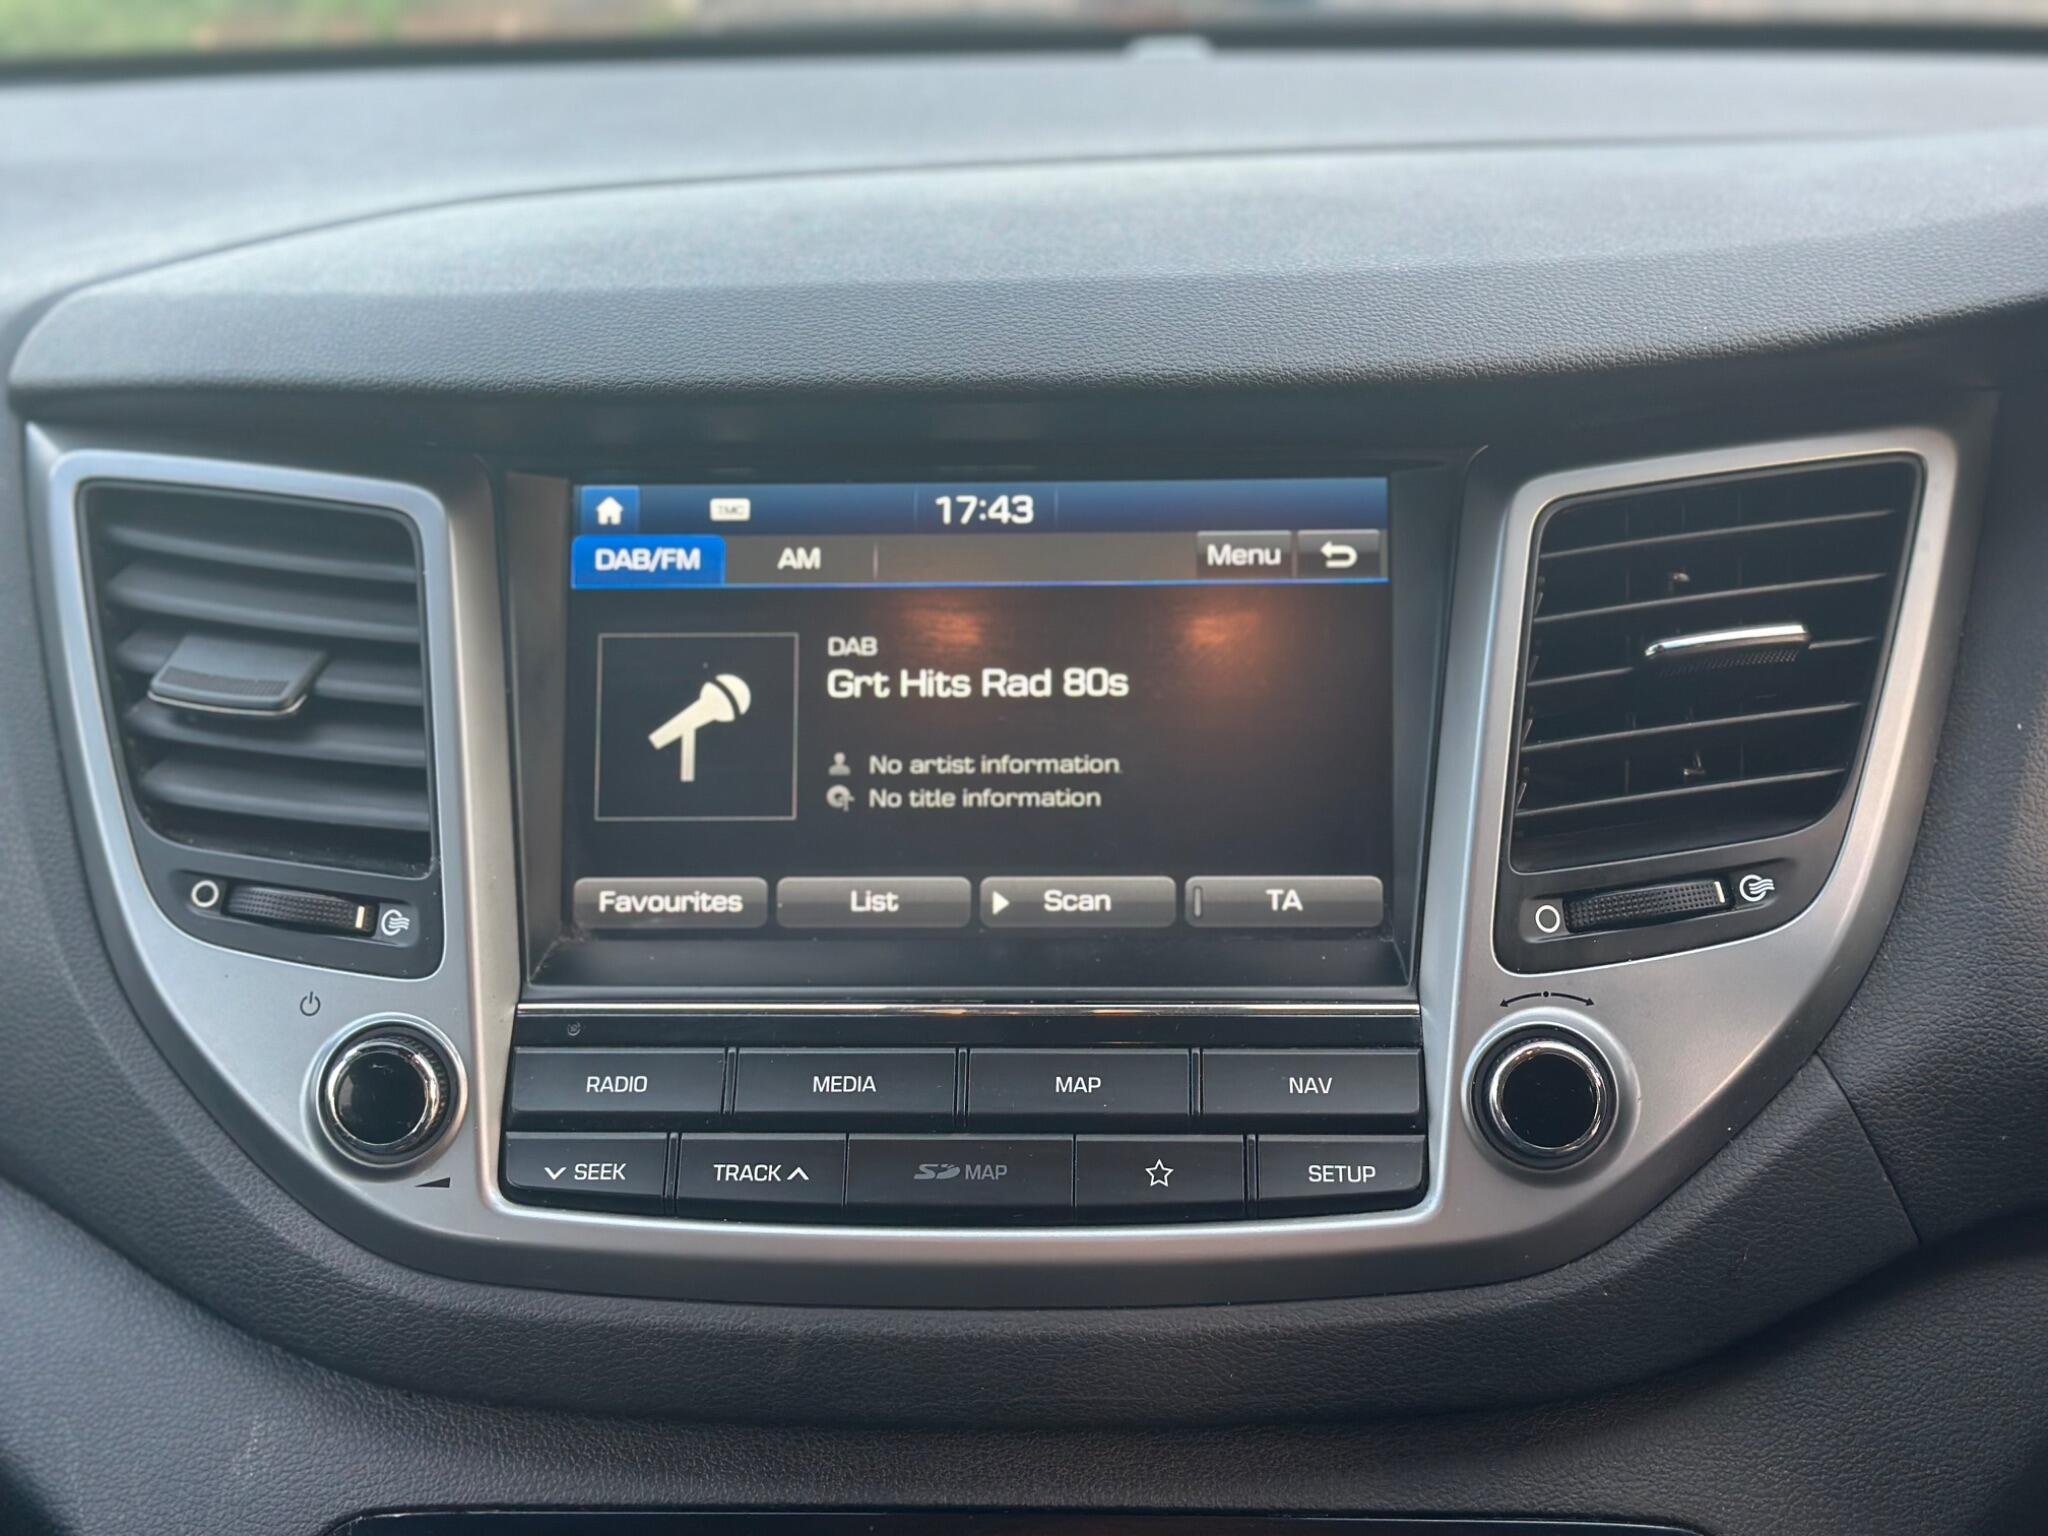 TMC 17:43
DAB/FM AM Menu
DAB
Grt Hits Rad 80s
No artist information
No title information
Favourites List Scan TA
RADIO MEDIA MAP NAV
SEEK TRACK SD MAP SETUP